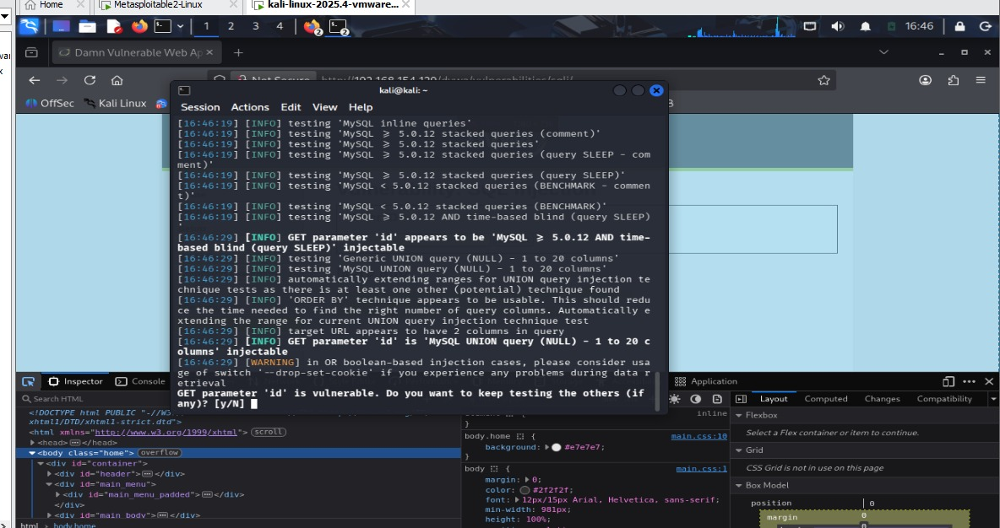 Home
Metasploitable2-Linux
kali-linux-2025.4-vmware...
1 2 3 4
2
2
16:46
Damn Vulnerable Web Ap
OffSec
Kali Linux
kali@kali: ~
Session Actions Edit View Help
[16:46:19] [INFO] testing 'MySQL inline queries'
[16:46:19] [INFO] testing 'MySQL ≥ 5.0.12 stacked queries (comment)'
[16:46:19] [INFO] testing 'MySQL ≥ 5.0.12 stacked queries'
[16:46:19] [INFO] testing 'MySQL ≥ 5.0.12 stacked queries (query SLEEP - com
ment)'
[16:46:19] [INFO] testing 'MySQL ≥ 5.0.12 stacked queries (query SLEEP)'
[16:46:19] [INFO] testing 'MySQL < 5.0.12 stacked queries (BENCHMARK - commen
t)'
[16:46:19] [INFO] testing 'MySQL < 5.0.12 stacked queries (BENCHMARK)'
[16:46:19] [INFO] testing 'MySQL ≥ 5.0.12 AND time-based blind (query SLEEP)
'
[16:46:29] [INFO] GET parameter 'id' appears to be 'MySQL ≥ 5.0.12 AND time-
based blind (query SLEEP)' injectable
[16:46:29] [INFO] testing 'Generic UNION query (NULL) - 1 to 20 columns'
[16:46:29] [INFO] testing 'MySQL UNION query (NULL) - 1 to 20 columns'
[16:46:29] [INFO] automatically extending ranges for UNION query injection te
chnique tests as there is at least one other (potential) technique found
[16:46:29] [INFO] 'ORDER BY' technique appears to be usable. This should redu
ce the time needed to find the right number of query columns. Automatically e
xtending the range for current UNION query injection technique test
[16:46:29] [INFO] target URL appears to have 2 columns in query
[16:46:29] [INFO] GET parameter 'id' is 'MySQL UNION query (NULL) - 1 to 20 c
olumns' injectable
[16:46:29] [WARNING] in OR boolean-based injection cases, please consider usa
ge of switch '--drop-set-cookie' if you experience any problems during data r
etrieval
GET parameter 'id' is vulnerable. Do you want to keep testing the others (if
any)? [y/N]
Inspector
Console
Application
Search HTML
<!DOCTYPE html PUBLIC "-//W3
xhtml1/DTD/xhtml1-strict.dtd">
<html xmlns="http://www.w3.org/1999/xhtml"> scroll
<head> </head>
<body class="home"> overflow
<div id="container">
<div id="header"> </div>
<div id="main_menu">
<div id="main_menu_padded"> </div>
</div>
<div id="main_body"> </div>
html > body.home
inline
}
body.home { main.css:10
background: #e7e7e7;
}
body { main.css:1
margin: 0;
color: #2f2f2f;
font: 12px/15px Arial, Helvetica, sans-serif;
min-width: 981px;
height: 100%;
Layout Computed Changes Compatibility
Flexbox
Select a Flex container or item to continue.
Grid
CSS Grid is not in use on this page
Box Model
position 0
margin 0
0